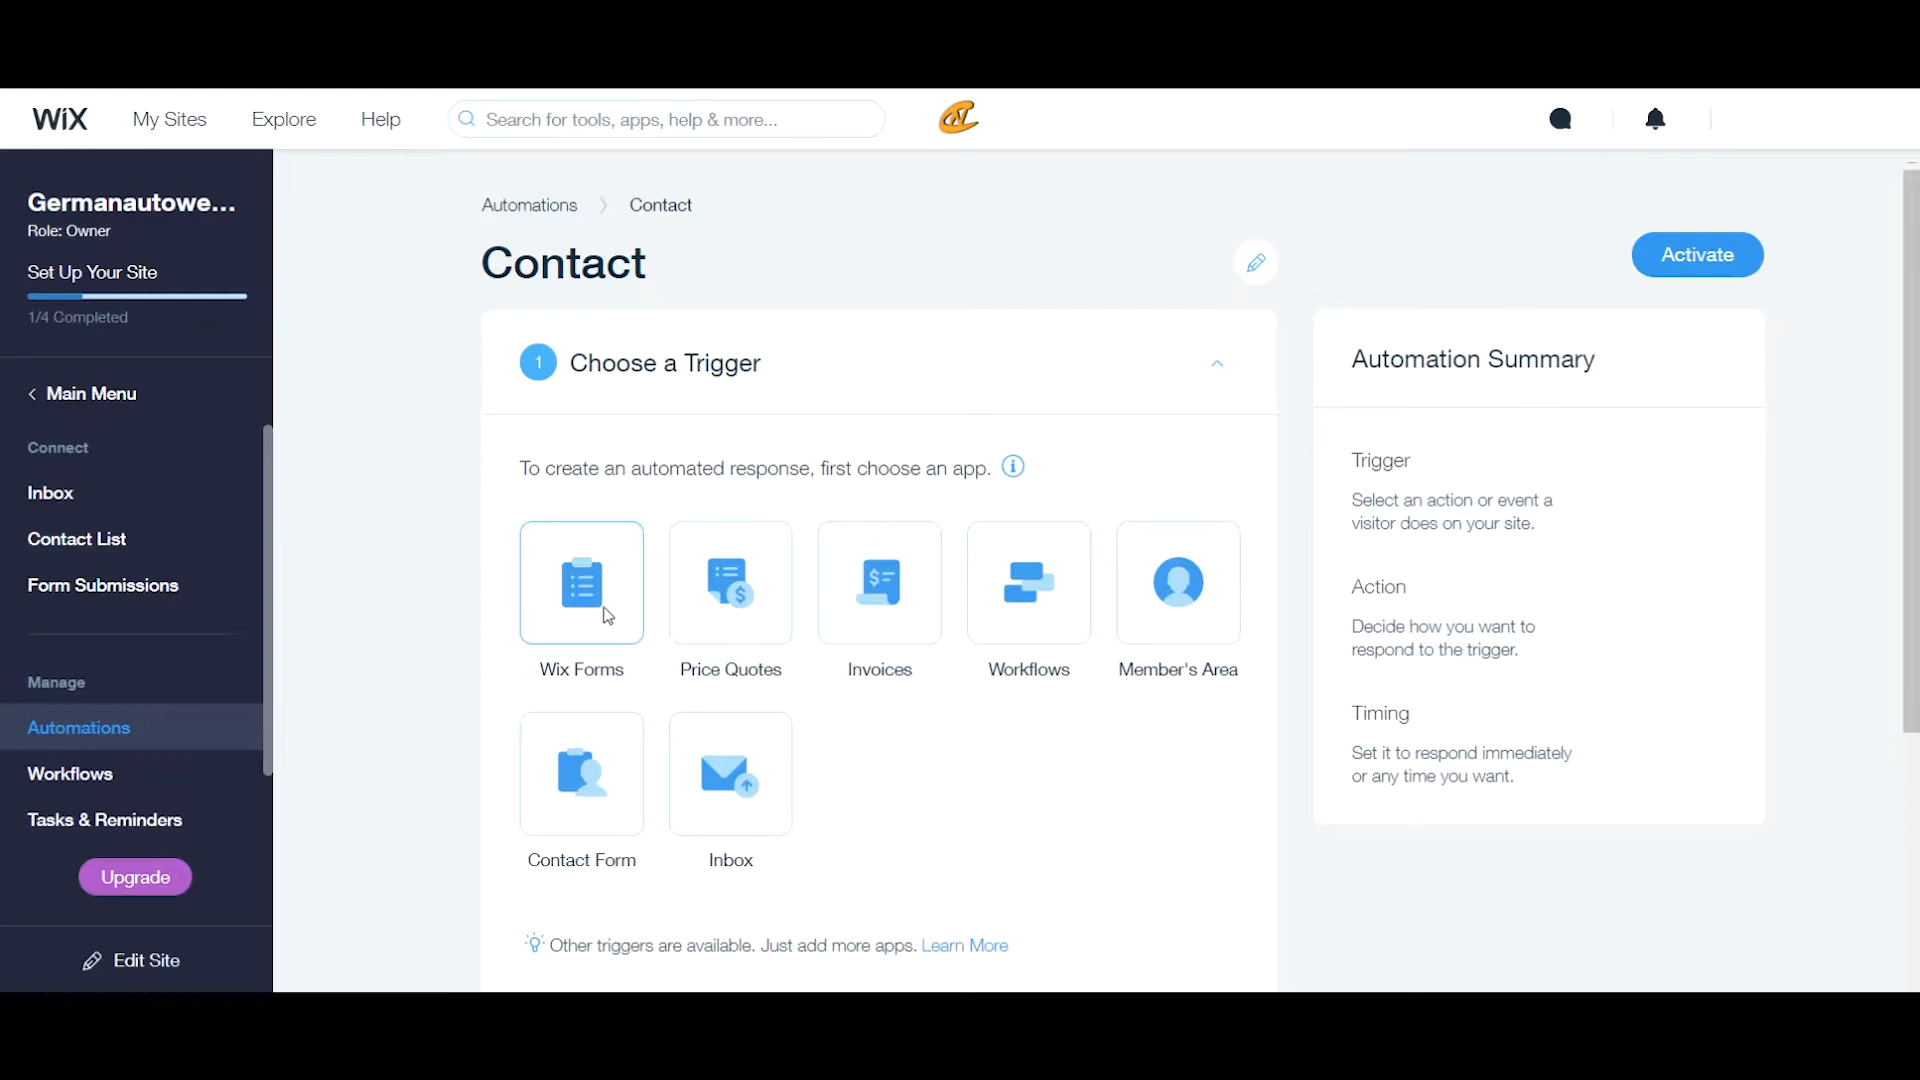 WiX
My Sites
Explore
Help
Search for tools, apps, help & more...
Germanautowe...
Role: Owner
Set Up Your Site
1/4 Completed
Main Menu
Connect
Inbox
Contact List
Form Submissions
Manage
Automations
Workflows
Tasks & Reminders
Upgrade
Edit Site
Automations
Contact
Contact
Activate
1
Choose a Trigger
To create an automated response, first choose an app.
Wix Forms
Price Quotes
Invoices
Workflows
Member's Area
Contact Form
Inbox
Other triggers are available. Just add more apps. Learn More
Automation Summary
Trigger
Select an action or event a
visitor does on your site.
Action
Decide how you want to
respond to the trigger.
Timing
Set it to respond immediately
or any time you want.